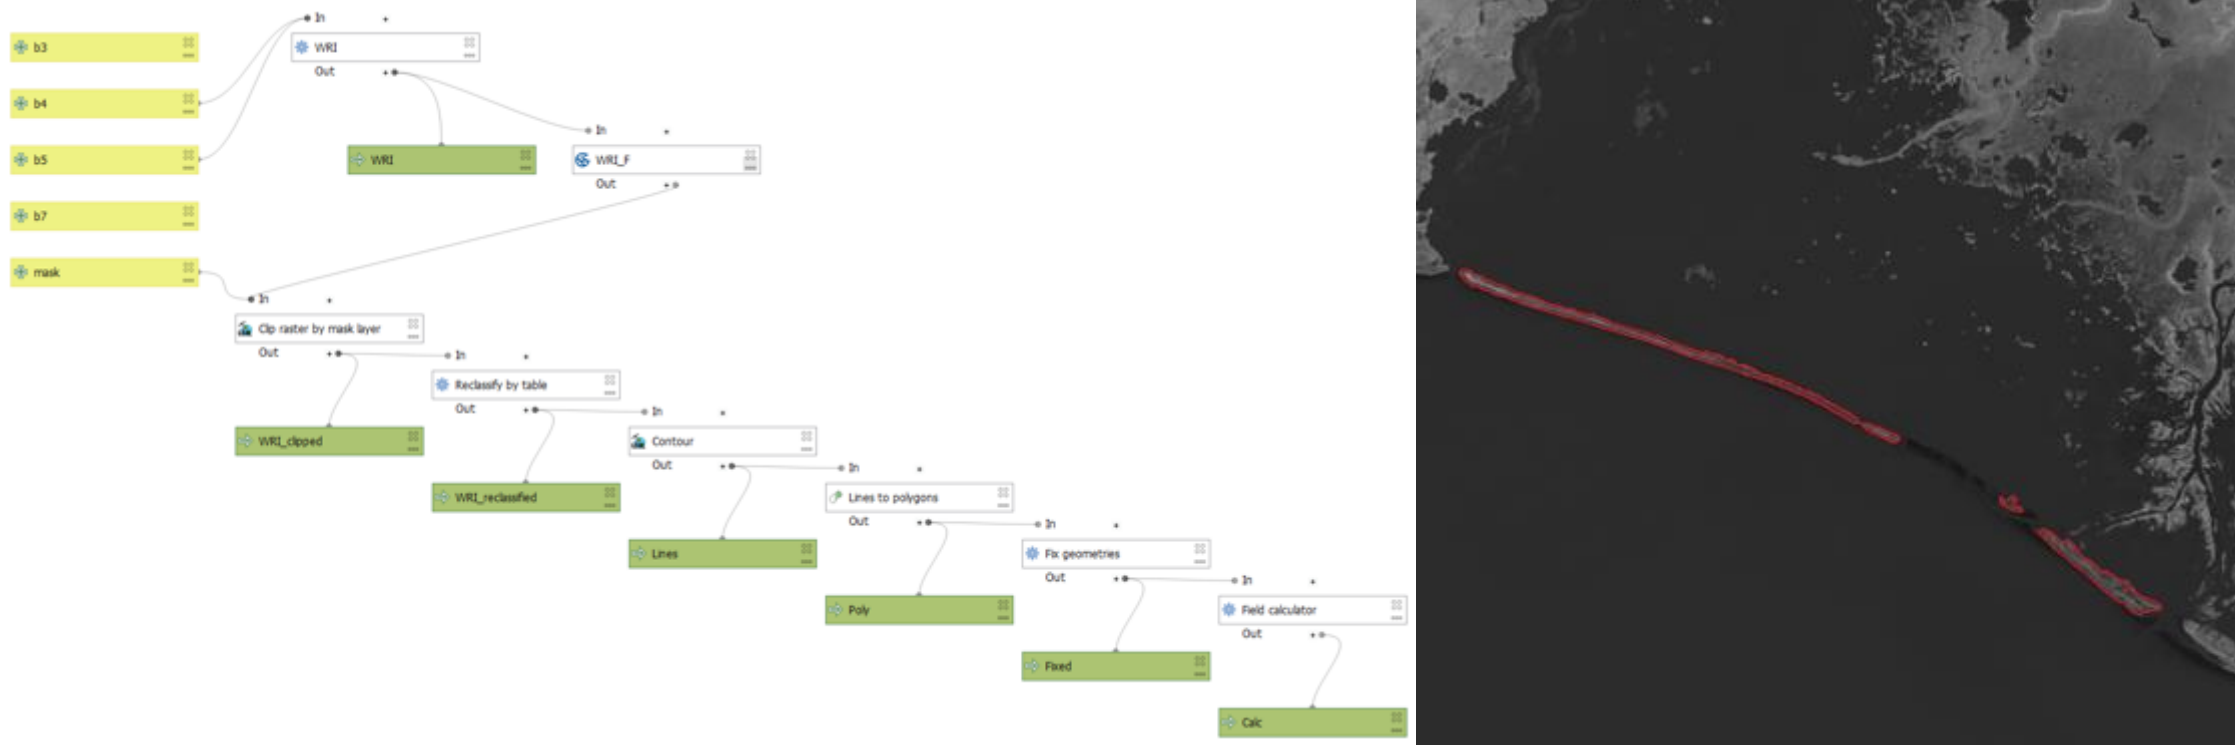 In
b3
WRI
Out
b4
In
b5
WRI
WRI_F
Out
b7
mask
In
Clip raster by mask layer
Out
In
Reclassify by table
Out
In
WRI_clipped
Contour
Out
In
WRI_reclassified
Lines to polygons
Out
In
Lines
Fix geometries
Out
In
Poly
Field calculator
Out
Fixed
Calc